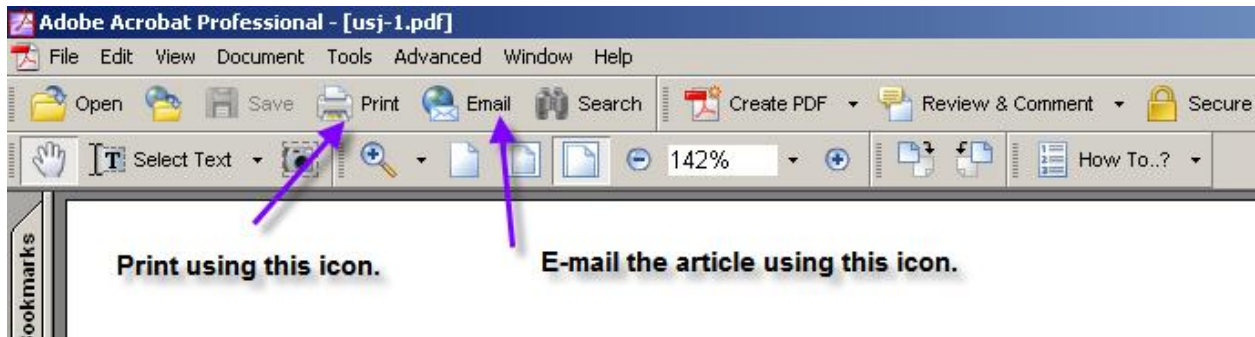 Adobe Acrobat Professional - [usj-1.pdf]
File Edit View Document Tools Advanced Window Help
Open Save Print Email Search Create PDF Review & Comment Secure
T Select Text 142% How To..?
Print using this icon.
E-mail the article using this icon.
ookmarks